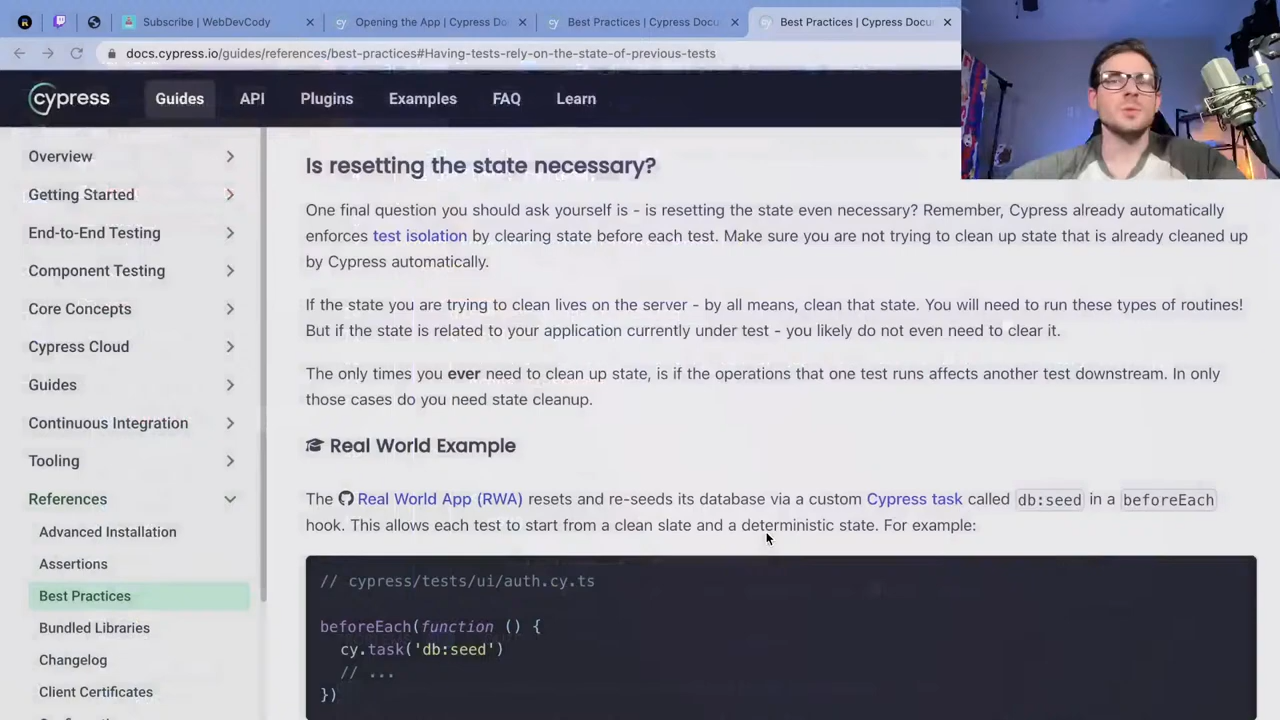 Subscribe | WebDevCody
Opening the App | Cypress Do
Best Practices | Cypress Docu
Best Practices | Cypress Docu
docs.cypress.io/guides/references/best-practices#Having-tests-rely-on-the-state-of-previous-tests
cypress
Guides
API
Plugins
Examples
FAQ
Learn
Overview
Getting Started
End-to-End Testing
Component Testing
Core Concepts
Cypress Cloud
Guides
Continuous Integration
Tooling
References
Advanced Installation
Assertions
Best Practices
Bundled Libraries
Changelog
Client Certificates
Is resetting the state necessary?
One final question you should ask yourself is - is resetting the state even necessary? Remember, Cypress already automatically
enforces test isolation by clearing state before each test. Make sure you are not trying to clean up state that is already cleaned up
by Cypress automatically.
If the state you are trying to clean lives on the server - by all means, clean that state. You will need to run these types of routines!
But if the state is related to your application currently under test - you likely do not even need to clear it.
The only times you ever need to clean up state, is if the operations that one test runs affects another test downstream. In only
those cases do you need state cleanup.
Real World Example
The Real World App (RWA) resets and re-seeds its database via a custom Cypress task called db:seed in a beforeEach
hook. This allows each test to start from a clean slate and a deterministic state. For example:
// cypress/tests/ui/auth.cy.ts
beforeEach(function () {
cy.task('db:seed')
// ...
})